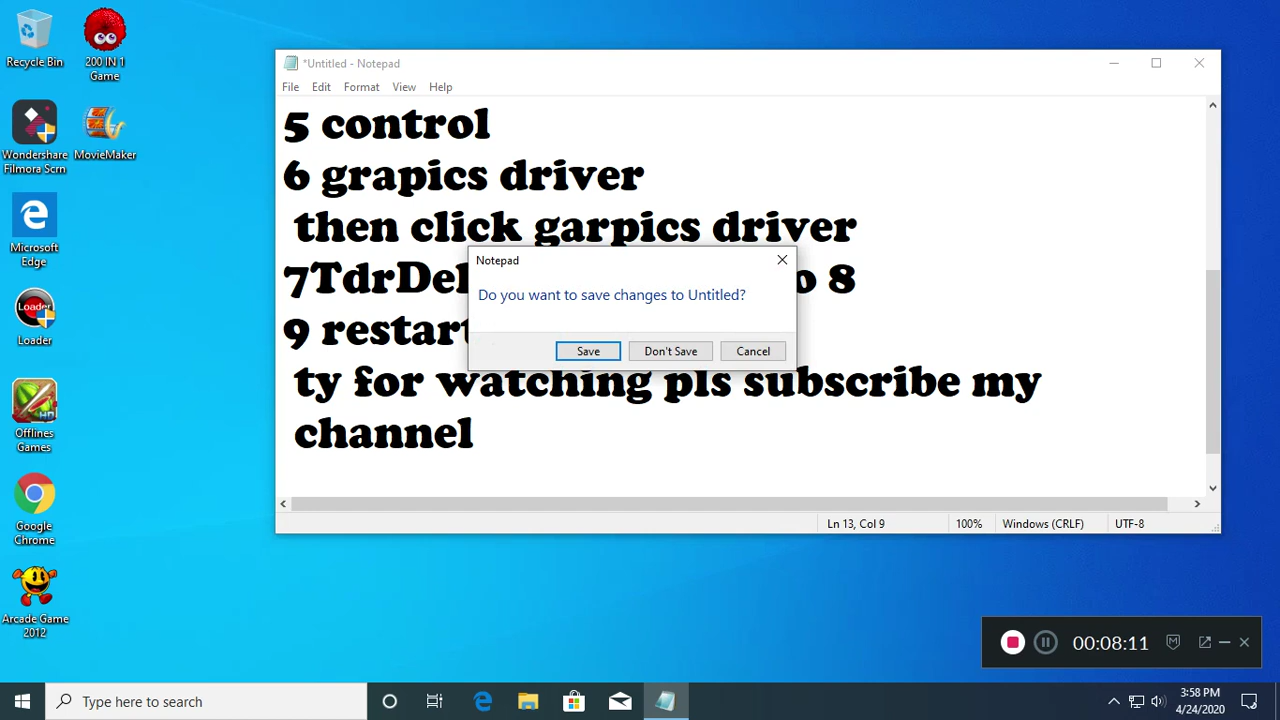 Recycle Bin
200 IN 1
Game
Wondershare
Filmora Scrn
MovieMaker
Microsoft
Edge
Loader
Loader
HD
Offlines
Games
Google
Chrome
Arcade Game
2012
*Untitled - Notepad
File Edit Format View Help
5 control
6 grapics driver
then click garpics driver
7TdrDel o 8
9 restart
ty for watching pls subscribe my
channel
Notepad
Do you want to save changes to Untitled?
Save Don't Save Cancel
Ln 13, Col 9 100% Windows (CRLF) UTF-8
00:08:11
Type here to search
3:58 PM
4/24/2020